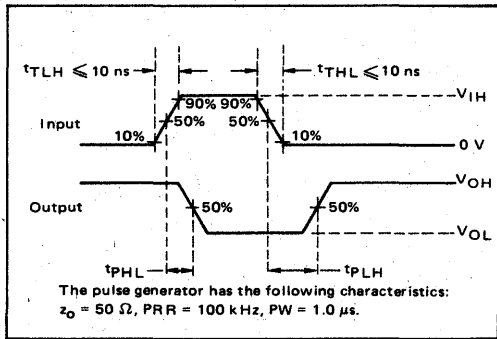 tTLH ≤ 10 ns tTHL ≤ 10 ns
90% 90% VIH
Input 50% 50%
10% 10% 0 V
VOH
Output 50% 50%
VOL
tPHL tPLH
The pulse generator has the following characteristics:
zo = 50 Ω, PRR = 100 kHz, PW = 1.0 μs.